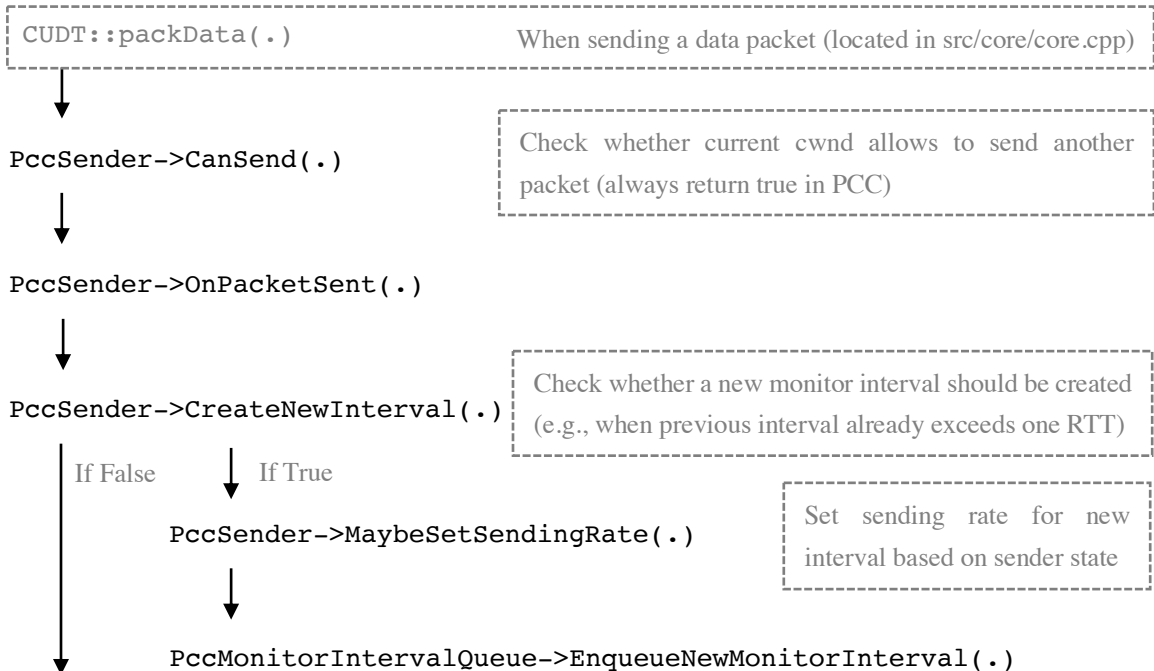 CUDT::packData(.) When sending a data packet (located in src/core/core.cpp)
PccSender->CanSend(.)
Check whether current cwnd allows to send another
packet (always return true in PCC)
PccSender->OnPacketSent(.)
PccSender->CreateNewInterval(.)
Check whether a new monitor interval should be created
(e.g., when previous interval already exceeds one RTT)
If False
If True
PccSender->MaybeSetSendingRate(.)
Set sending rate for new
interval based on sender state
PccMonitorIntervalQueue->EnqueueNewMonitorInterval(.)